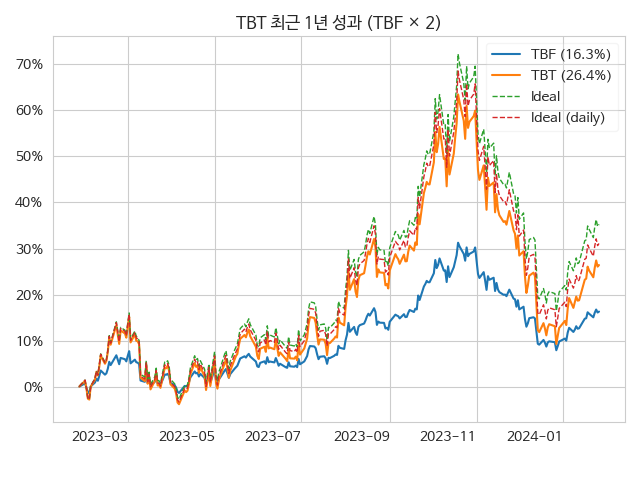 TBT 최근 1년 성과 (TBF × 2)
70%
60%
50%
40%
30%
20%
10%
0%
TBF (16.3%)
TBT (26.4%)
Ideal
Ideal (daily)
2023−03
2023−05
2023−07
2023−09
2023−11
2024−01